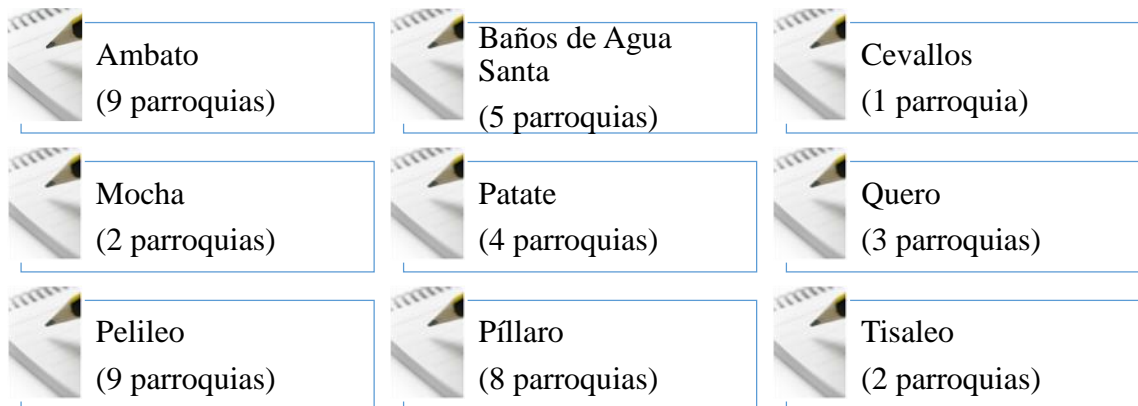 Ambato
(9 parroquias)
Baños de Agua
Santa
(5 parroquias)
Cevallos
(1 parroquia)
Mocha
(2 parroquias)
Patate
(4 parroquias)
Quero
(3 parroquias)
Pelileo
(9 parroquias)
Píllaro
(8 parroquias)
Tisaleo
(2 parroquias)